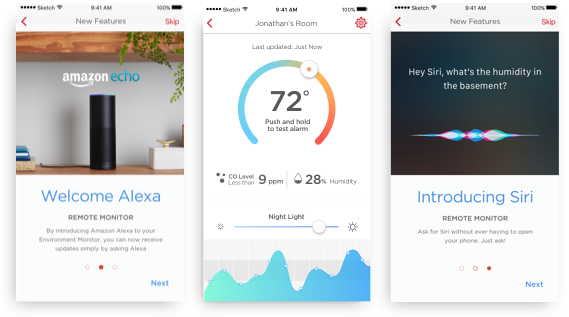 Sketch 9:41 AM 100%
New Features Skip
amazon echo
Welcome Alexa
REMOTE MONITOR
By introducing Amazon Alexa to your
Environment Monitor, you can now receive
updates simply by asking Alexa
Next
Sketch 9:41 AM 100%
Jonathan's Room
Last updated: Just Now
72°
Push and hold
to test alarm
CO Level
Less than 9 ppm 28% Humidity
Night Light
Sketch 9:41 AM 100%
New Features Skip
Hey Siri, what's the humidity in
the basement?
Introducing Siri
REMOTE MONITOR
Ask for Siri without ever having to open
your phone. Just ask!
Next